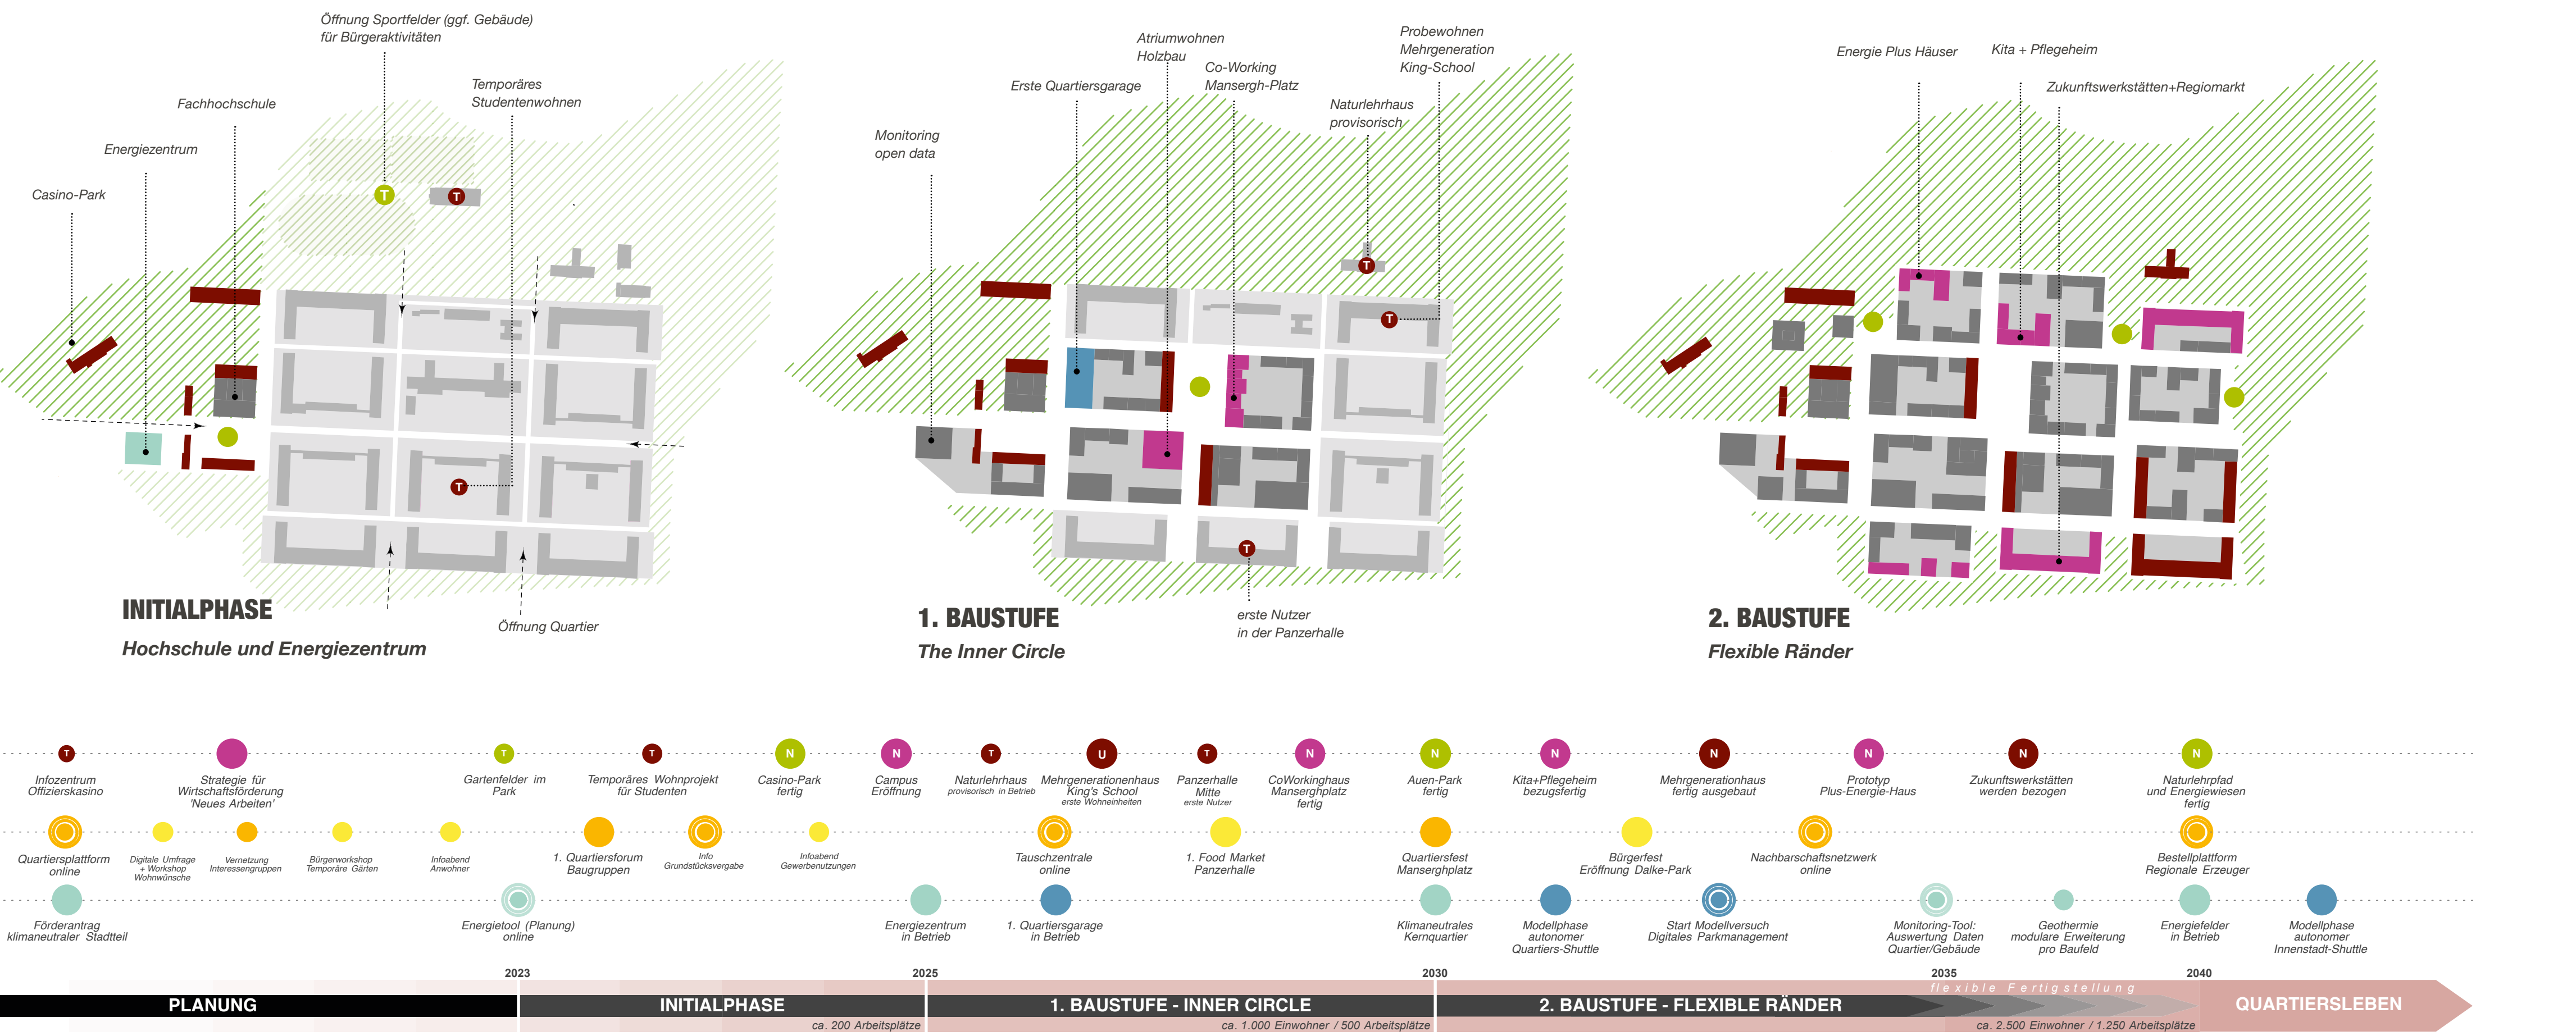 Öffnung Sportfelder (ggf. Gebäude)
für Bürgeraktivitäten
Temporäres
Studentenwohnen
Fachhochschule
Energiezentrum
Casino-Park
T
T
T
Öffnung Quartier
INITIALPHASE
Hochschule und Energiezentrum
Probewohnen
Mehrgeneration
King-School
Atriumwohnen
Holzbau
Co-Working
Mansergh-Platz
Erste Quartiersgarage
Naturlehrhaus
provisorisch
Monitoring
open data
T
T
T
erste Nutzer
in der Panzerhalle
1. BAUSTUFE
The Inner Circle
Energie Plus Häuser
Kita + Pflegeheim
Zukunftswerkstätten+Regiomarkt
2. BAUSTUFE
Flexible Ränder
T
T
T
N
N
T
U
T
N
N
N
N
N
N
N
Infozentrum
Offizierskasino
Strategie für
Wirtschaftsförderung
'Neues Arbeiten'
Gartenfelder im
Park
Temporäres Wohnprojekt
für Studenten
Casino-Park
fertig
Campus
Eröffnung
Naturlehrhaus
provisorisch in Betrieb
Mehrgenerationenhaus
King's School
erste Wohneinheiten
Panzerhalle
Mitte
erste Nutzer
CoWorkinghaus
Manserghplatz
fertig
Auen-Park
fertig
Kita+Pflegeheim
bezugsfertig
Mehrgenerationhaus
fertig ausgebaut
Prototyp
Plus-Energie-Haus
Zukunftswerkstätten
werden bezogen
Naturlehrpfad
und Energiewiesen
fertig
Quartiersplattform
online
Digitale Umfrage
+ Workshop
Wohnwünsche
Vernetzung
Interessengruppen
Bürgerworkshop
Temporäre Gärten
Infoabend
Anwohner
1. Quartiersforum
Baugruppen
Info
Grundstücksvergabe
Infoabend
Gewerbenutzungen
Tauschzentrale
online
1. Food Market
Panzerhalle
Quartiersfest
Manserghplatz
Bürgerfest
Eröffnung Dalke-Park
Nachbarschaftsnetzwerk
online
Bestellplattform
Regionale Erzeuger
Förderantrag
klimaneutraler Stadtteil
Energietool (Planung)
online
Energiezentrum
in Betrieb
1. Quartiersgarage
in Betrieb
Klimaneutrales
Kernquartier
Modellphase
autonomer
Quartiers-Shuttle
Start Modellversuch
Digitales Parkmanagement
Monitoring-Tool:
Auswertung Daten
Quartier/Gebäude
Geothermie
modulare Erweiterung
pro Baufeld
Energiefelder
in Betrieb
Modellphase
autonomer
Innenstadt-Shuttle
2023
2025
2030
2035
2040
flexible Fertigstellung
PLANUNG
INITIALPHASE
1. BAUSTUFE - INNER CIRCLE
2. BAUSTUFE - FLEXIBLE RÄNDER
QUARTIERSLEBEN
ca. 200 Arbeitsplätze
ca. 1.000 Einwohner / 500 Arbeitsplätze
ca. 2.500 Einwohner / 1.250 Arbeitsplätze